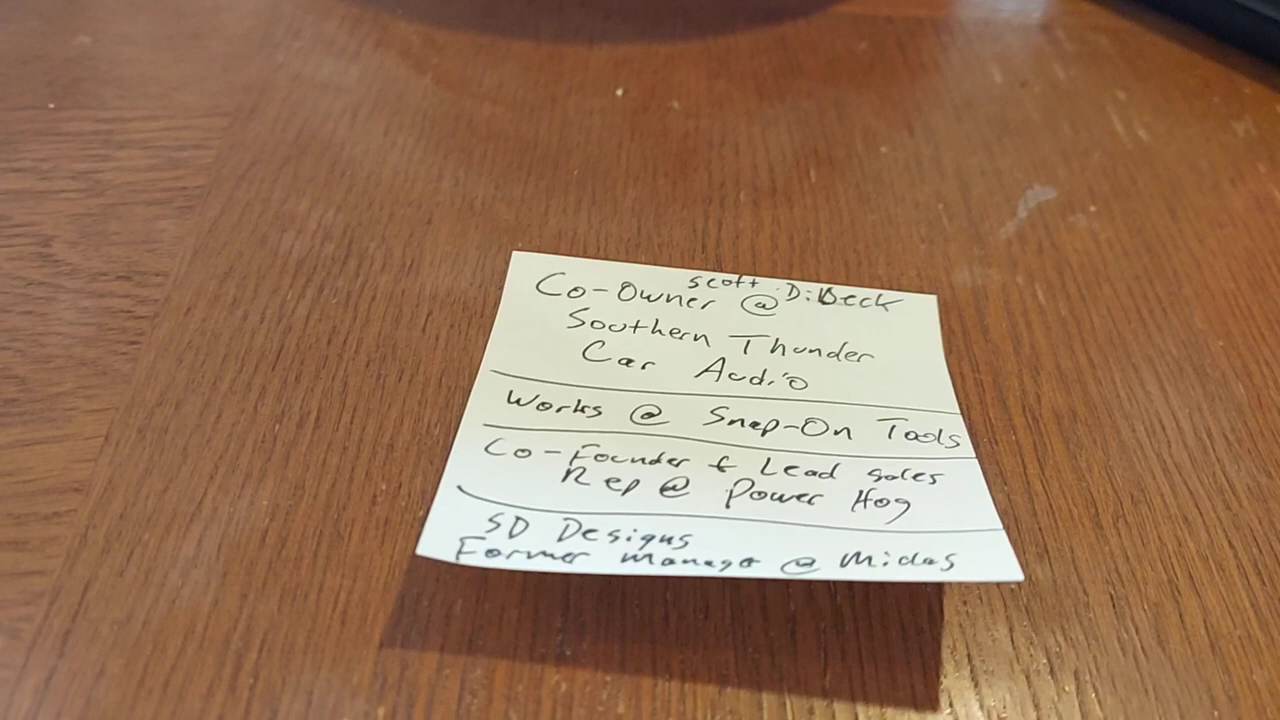 Scott D:Beck
Co-Owner @
Southern Thunder
Car Audio
Works @ Snap-On Tools
Co-Founder & Lead Sales
Rep @ Power Hog
SD Designs
Former Manager @ Midas